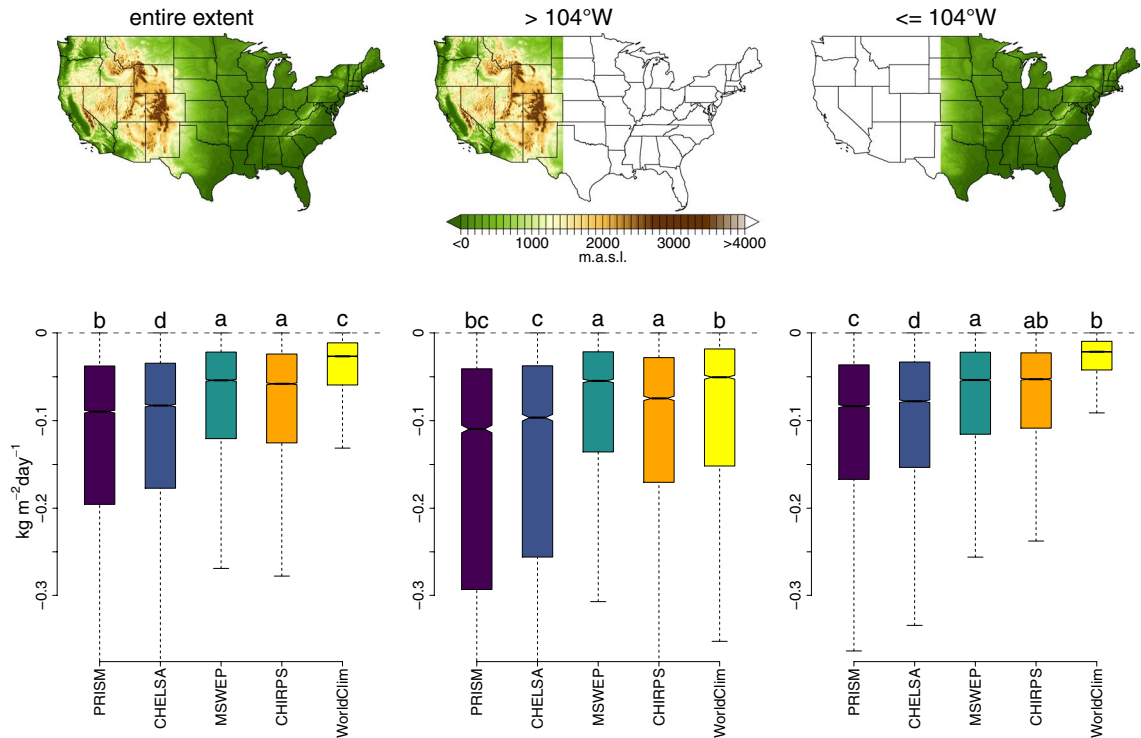 entire extent
> 104°W
<= 104°W
<0 1000 2000 3000 >4000
m.a.s.l.
kg m−2day−1
0
−0.1
−0.2
−0.3
b d a a c
PRISM
CHELSA
MSWEP
CHIRPS
WorldClim
0
−0.1
−0.2
−0.3
bc c a a b
PRISM
CHELSA
MSWEP
CHIRPS
WorldClim
0
−0.1
−0.2
−0.3
c d a ab b
PRISM
CHELSA
MSWEP
CHIRPS
WorldClim